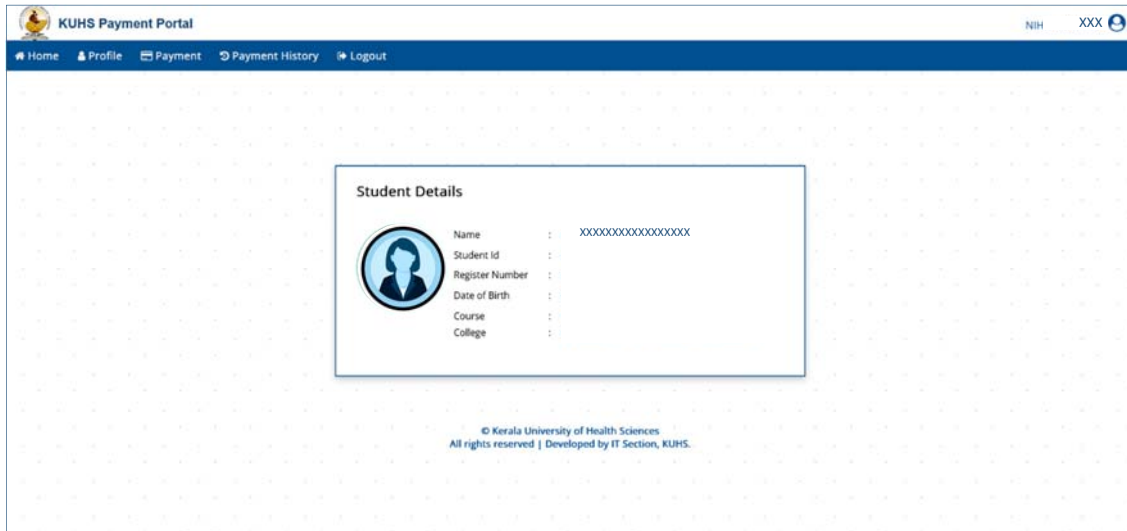 KUHS Payment Portal
NIH XXX
Home Profile Payment Payment History Logout
Student Details
Name : XXXXXXXXXXXXXXXXX
Student Id :
Register Number :
Date of Birth :
Course :
College :
© Kerala University of Health Sciences
All rights reserved | Developed by IT Section, KUHS.